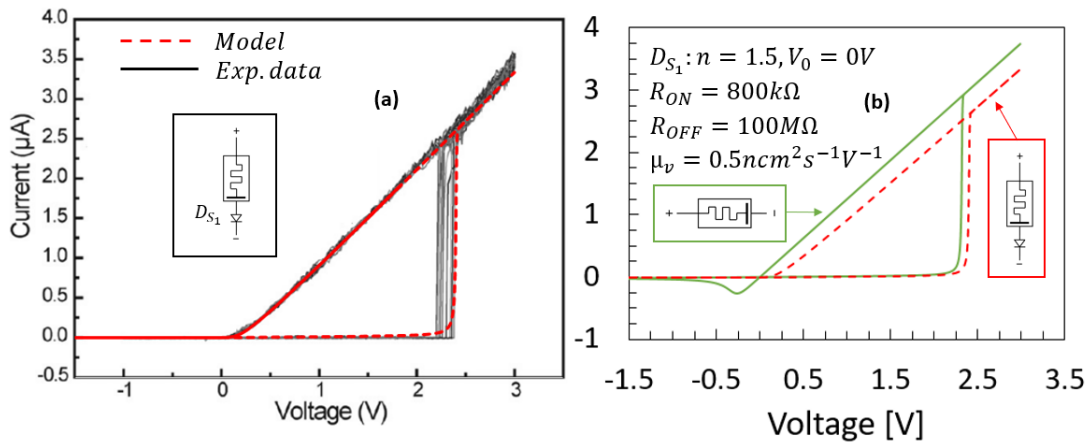 4.0
3.5
3.0
2.5
2.0
1.5
1.0
0.5
0.0
-0.5
Current (μA)
Model
Exp. data
(a)
+
D_{S_1}
−
-1 0 1 2 3
Voltage (V)
4
3
2
1
0
-1
D_{S_1}: n = 1.5, V_0 = 0V
R_{ON} = 800kΩ
(b)
R_{OFF} = 100MΩ
μ_v = 0.5ncm^2s^{-1}V^{-1}
+ −
+
−
-1.5 -0.5 0.5 1.5 2.5 3.5
Voltage [V]